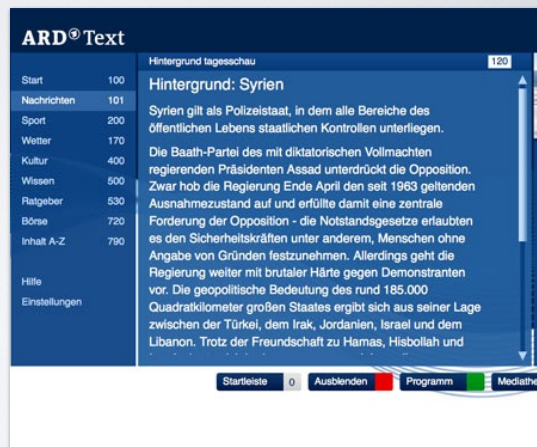 ARD Text
Hintergrund tagesschau 120
Start 100
Nachrichten 101
Sport 200
Wetter 170
Kultur 400
Wissen 500
Ratgeber 530
Börse 720
Inhalt A-Z 790
Hilfe
Einstellungen
Hintergrund: Syrien
Syrien gilt als Polizeistaat, in dem alle Bereiche des
öffentlichen Lebens staatlichen Kontrollen unterliegen.
Die Baath-Partei des mit diktatorischen Vollmachten
regierenden Präsidenten Assad unterdrückt die Opposition.
Zwar hob die Regierung Ende April den seit 1963 geltenden
Ausnahmezustand auf und erfüllte damit eine zentrale
Forderung der Opposition - die Notstandsgesetze erlaubten
es den Sicherheitskräften unter anderem, Menschen ohne
Angabe von Gründen festzunehmen. Allerdings geht die
Regierung weiter mit brutaler Härte gegen Demonstranten
vor. Die geopolitische Bedeutung des rund 185.000
Quadratkilometer großen Staates ergibt sich aus seiner Lage
zwischen der Türkei, dem Irak, Jordanien, Israel und dem
Libanon. Trotz der Freundschaft zu Hamas, Hisbollah und
Startleiste 0 Ausblenden Programm Mediathe